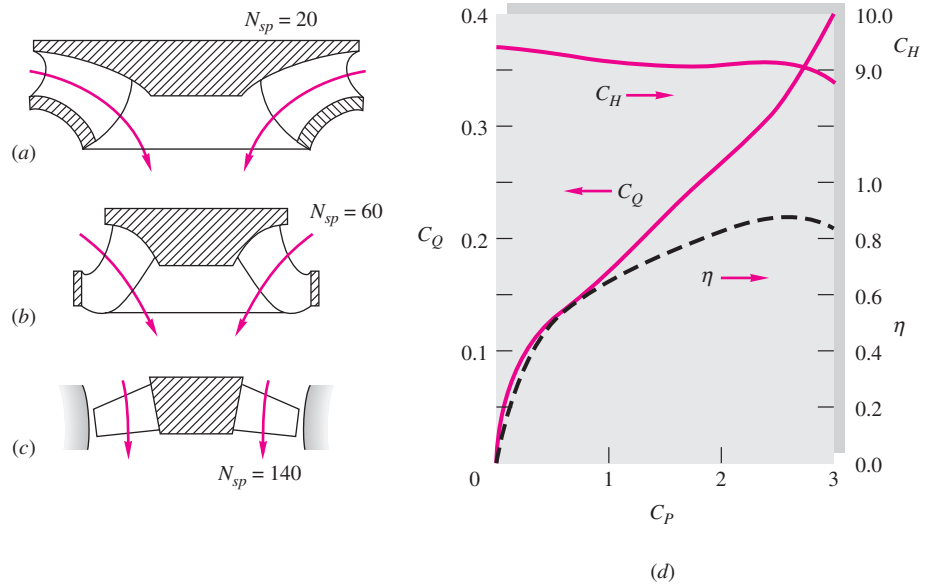 N_sp = 20
(a)
N_sp = 60
(b)
(c)
N_sp = 140
0.4
0.3
C_Q
0.2
0.1
0
1
2
3
C_P
10.0
C_H
9.0
1.0
0.8
0.6
η
0.4
0.2
0.0
C_H
C_Q
η
(d)